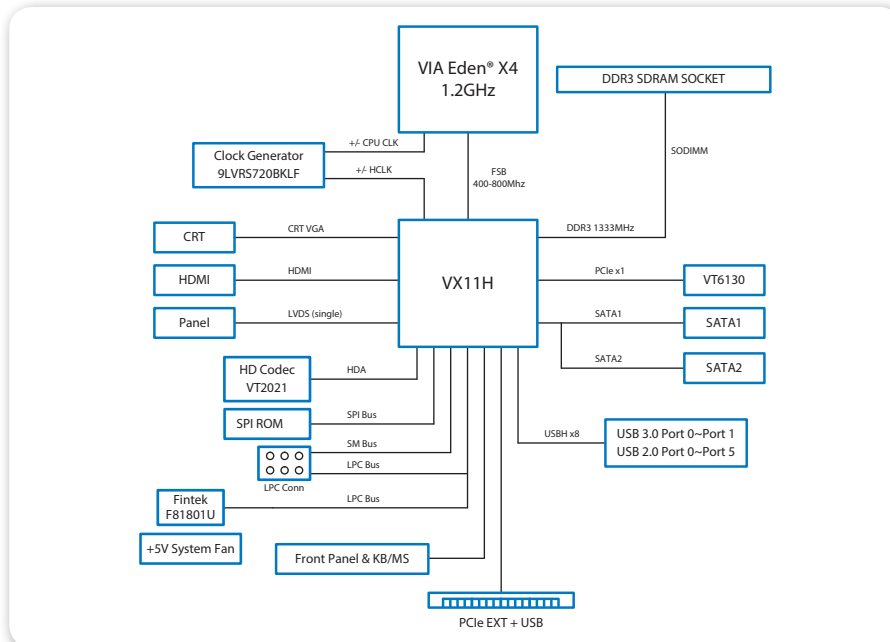 VIA Eden® X4
1.2GHz
DDR3 SDRAM SOCKET
+/- CPU CLK
Clock Generator
9LVRS720BKLF
+/- HCLK
SODIMM
FSB
400-800Mhz
CRT
CRT VGA
DDR3 1333MHz
HDMI
HDMI
VX11H
PCIe x1
VT6130
Panel
LVDS (single)
SATA1
SATA1
SATA2
SATA2
HD Codec
VT2021
HDA
SPI ROM
SPI Bus
SM Bus
LPC Bus
LPC Conn
USBH x8
USB 3.0 Port 0~Port 1
USB 2.0 Port 0~Port 5
Fintek
F81801U
LPC Bus
+5V System Fan
Front Panel & KB/MS
PCIe EXT + USB